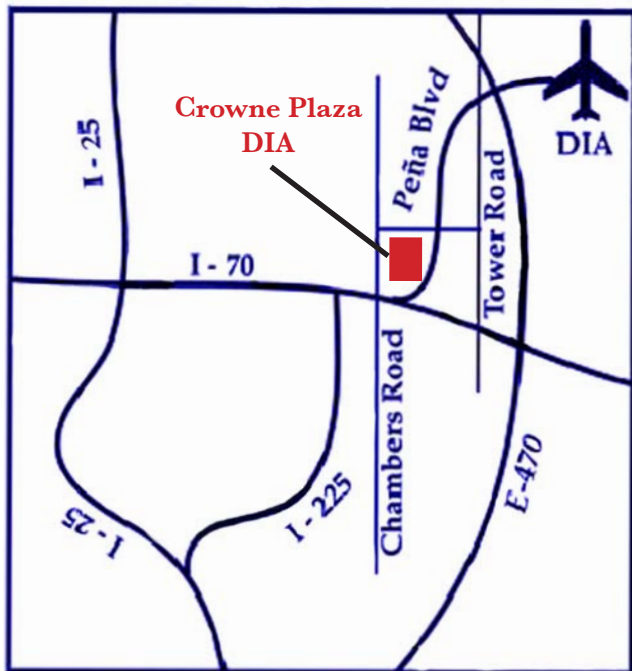 Crowne Plaza
DIA
Peña Blvd
DIA
I - 25
I - 70
Tower Road
Chambers Road
I - 225
E-470
I - 25